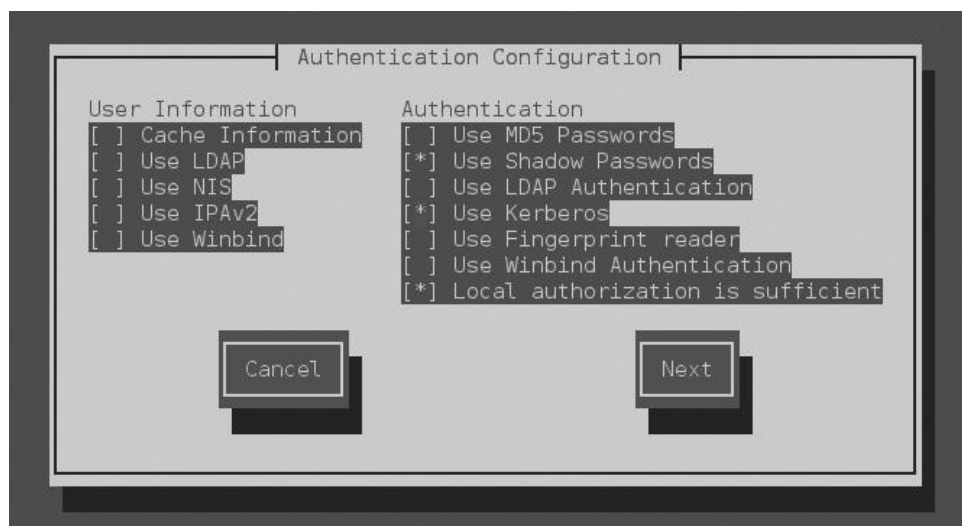 Authentication Configuration
User Information
[ ] Cache Information
[ ] Use LDAP
[ ] Use NIS
[ ] Use IPAv2
[ ] Use Winbind
Authentication
[ ] Use MD5 Passwords
[*] Use Shadow Passwords
[ ] Use LDAP Authentication
[*] Use Kerberos
[ ] Use Fingerprint reader
[ ] Use Winbind Authentication
[*] Local authorization is sufficient
Cancel
Next